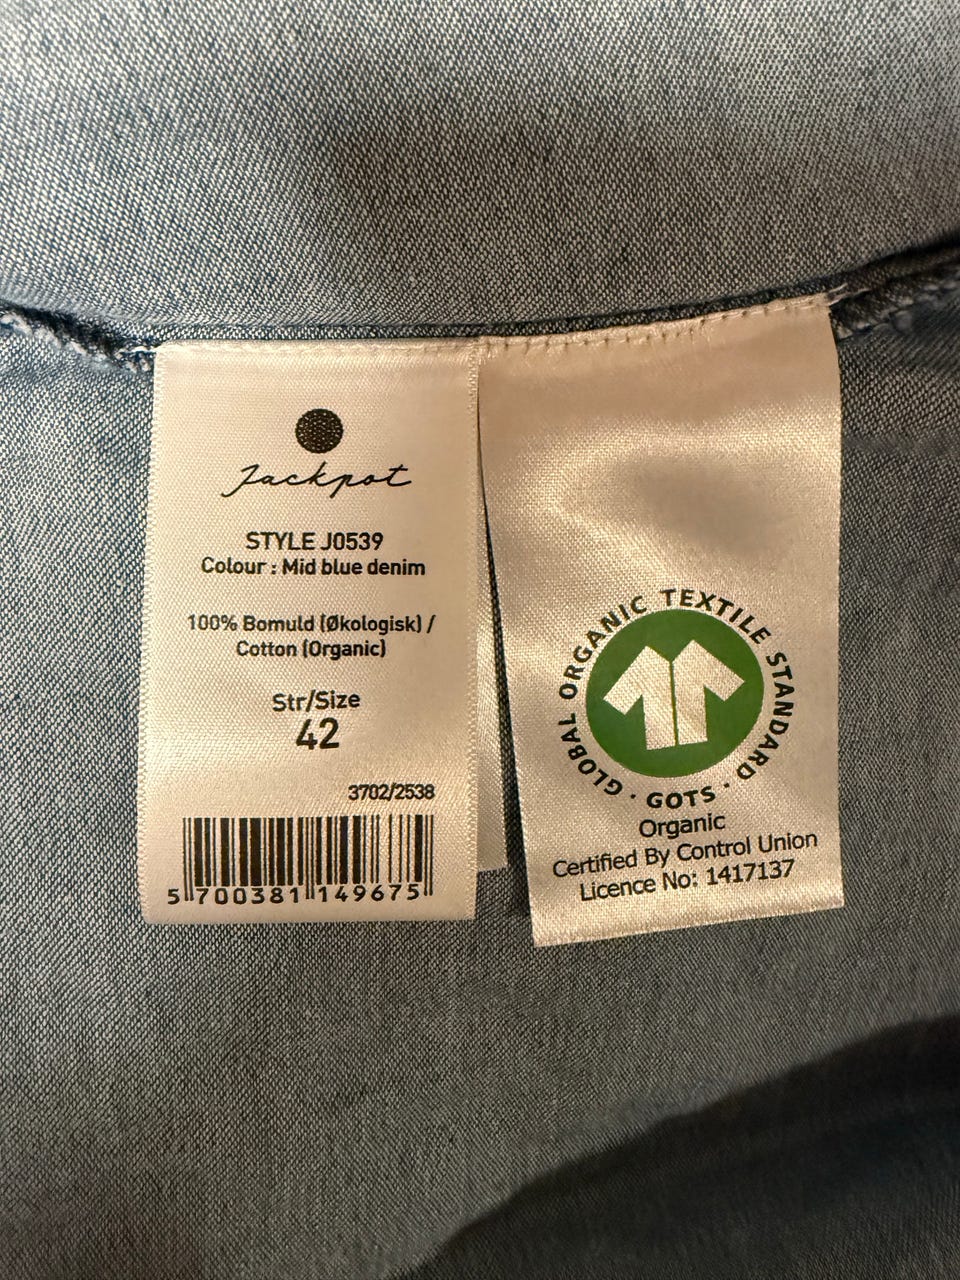 Jackpot
STYLE J0539
Colour : Mid blue denim
100% Bomuld (Økologisk) /
Cotton (Organic)
Str/Size
42
3702/2538
5 700381 149675
GLOBAL ORGANIC TEXTILE STANDARD · GOTS ·
Organic
Certified By Control Union
Licence No: 1417137